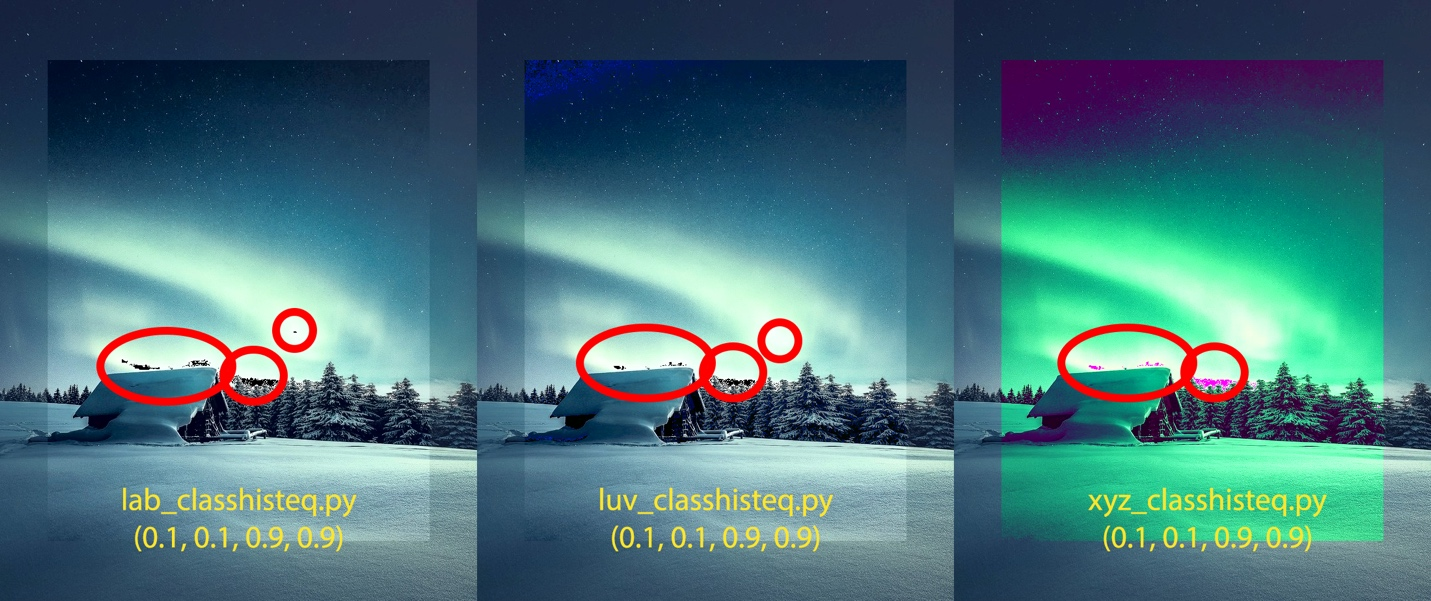 lab_classhisteq.py
(0.1, 0.1, 0.9, 0.9)
luv_classhisteq.py
(0.1, 0.1, 0.9, 0.9)
xyz_classhisteq.py
(0.1, 0.1, 0.9, 0.9)